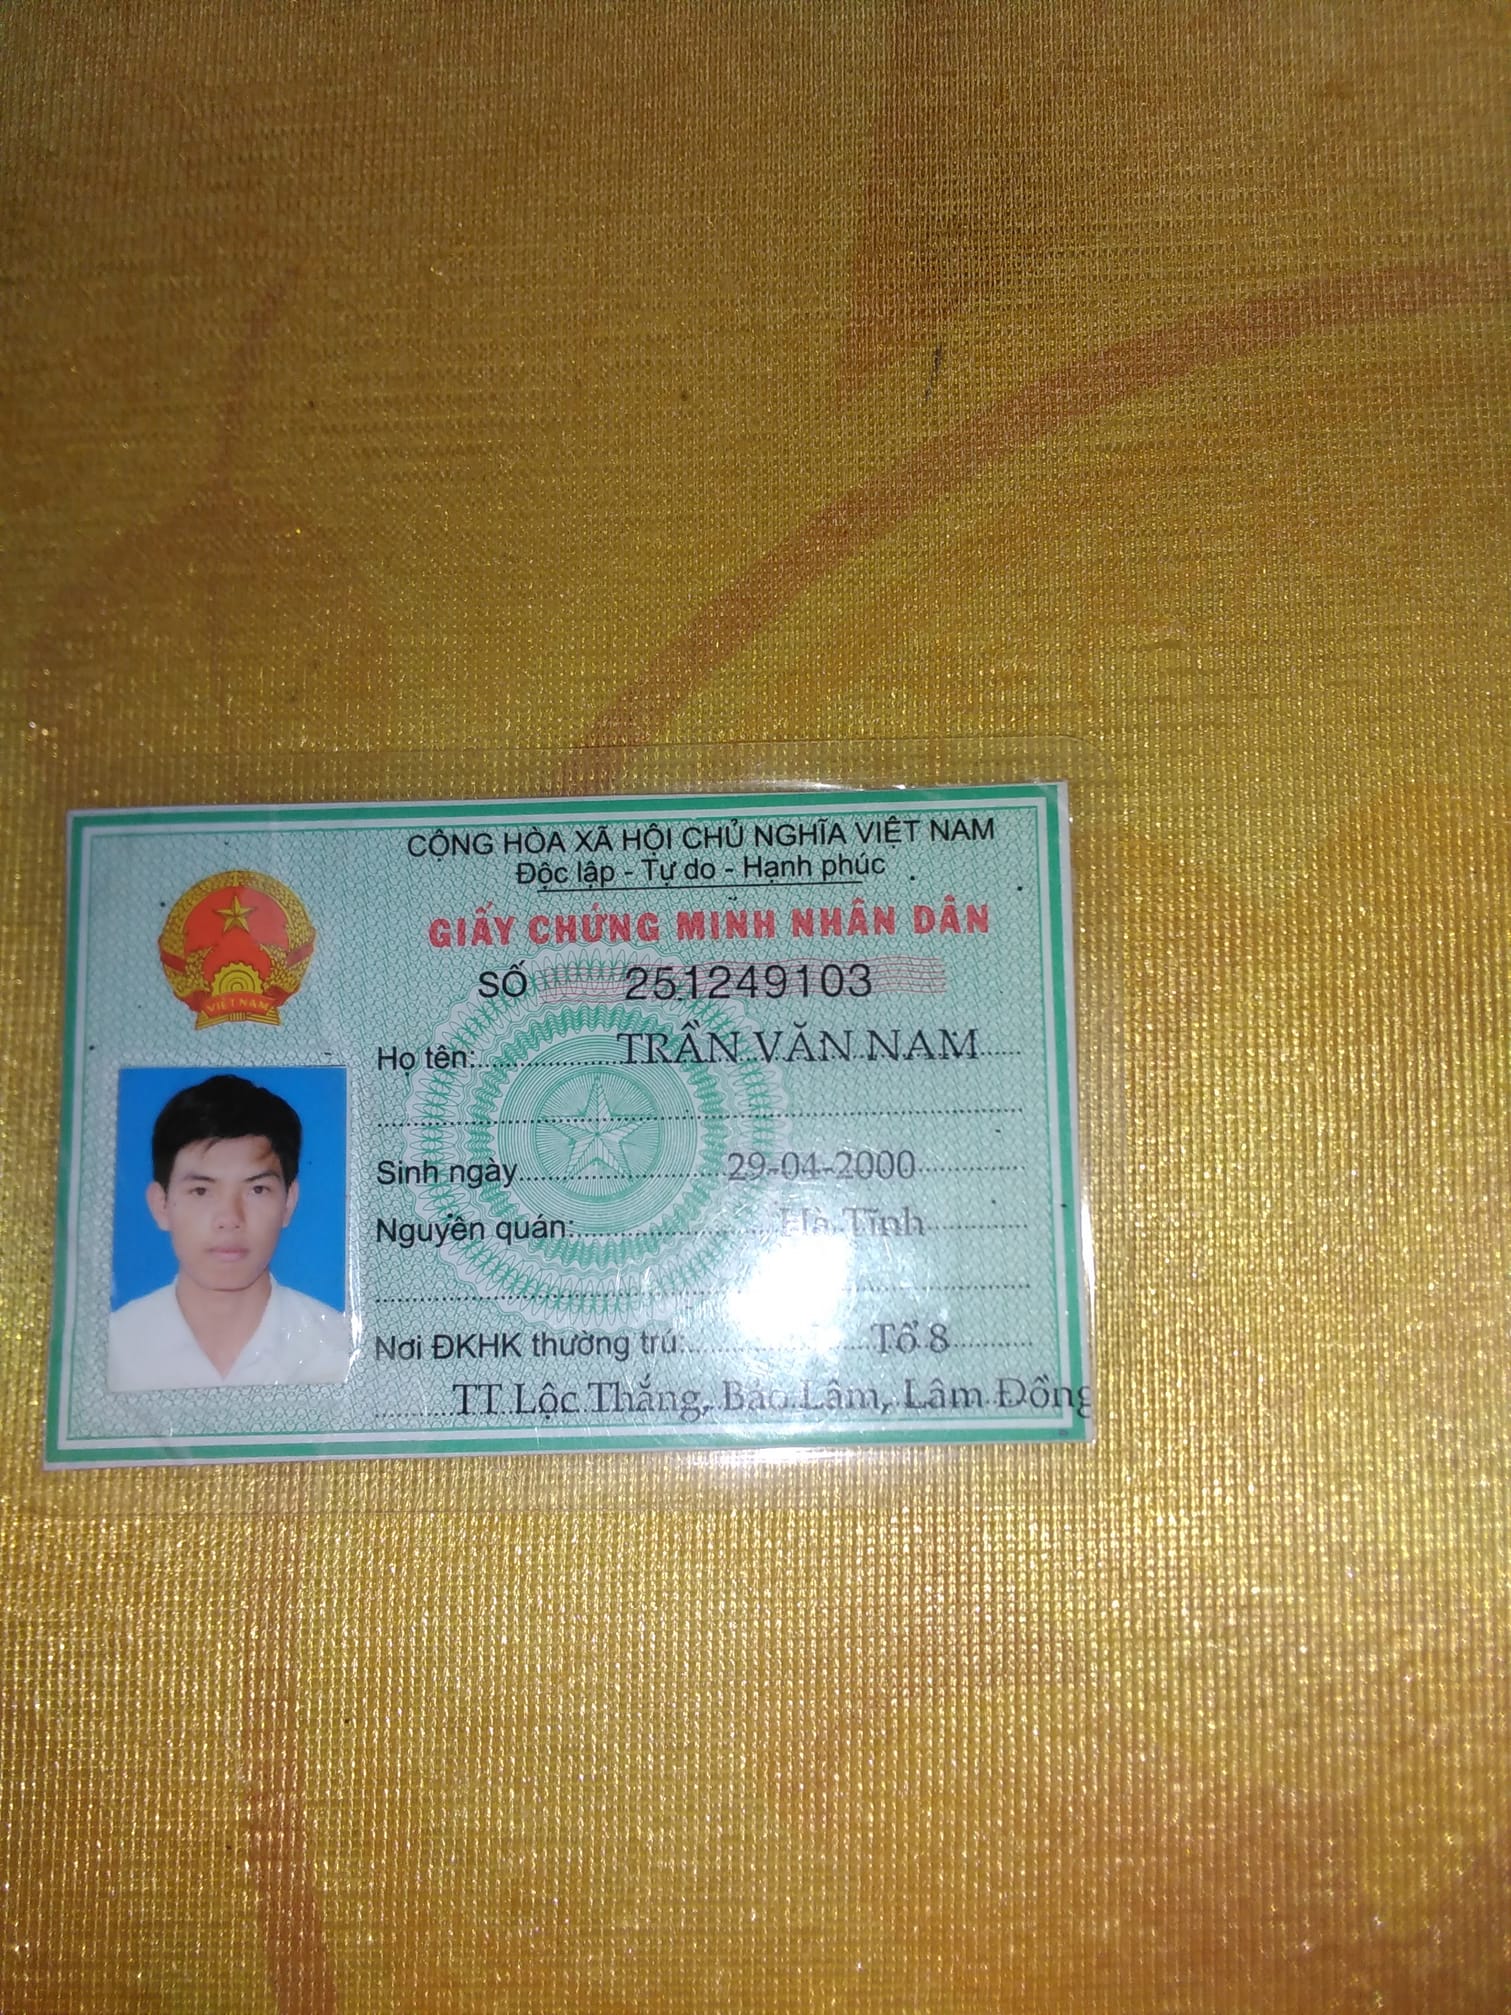 CỘNG HÒA XÃ HỘI CHỦ NGHĨA VIỆT NAM
Độc lập - Tự do - Hạnh phúc
GIẤY CHỨNG MINH NHÂN DÂN
SỐ 251249103
VIỆT NAM
Họ tên: TRẦN VĂN NAM
Sinh ngày 29-04-2000
Nguyên quán: Hà Tĩnh
Nơi ĐKHK thường trú: Tổ 8
TT Lộc Thắng, Bảo Lâm, Lâm Đồng